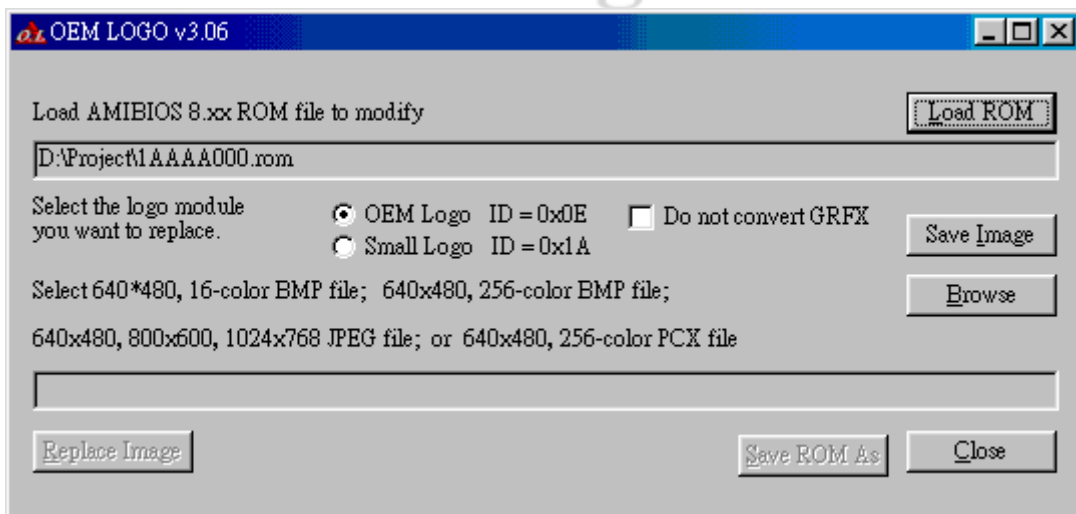 OEM LOGO v3.06
Load AMIBIOS 8.xx ROM file to modify
Load ROM
D:\Project\1AAAA000.rom
Select the logo module
you want to replace.
OEM Logo ID = 0x0E
Small Logo ID = 0x1A
Do not convert GRFX
Save Image
Select 640*480, 16-color BMP file; 640x480, 256-color BMP file;
Browse
640x480, 800x600, 1024x768 JPEG file; or 640x480, 256-color PCX file
Replace Image
Save ROM As
Close